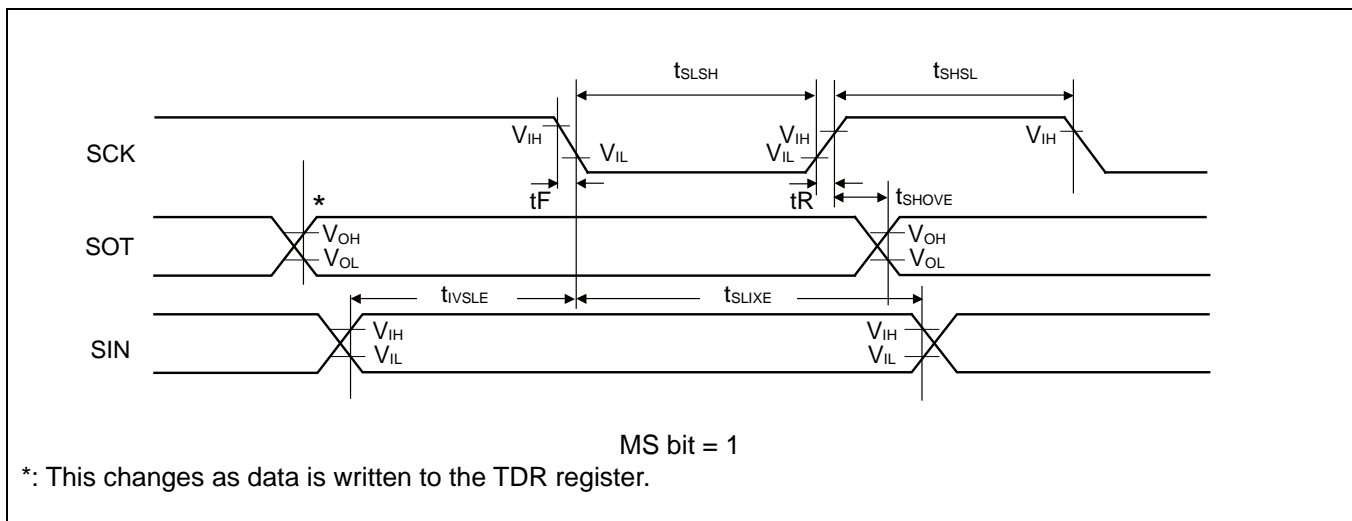 tSLSH tSHSL
SCK VIH VIL VIH VIL VIH
tF tR tSHOVE
SOT * VOH VOL VOH VOL
tIVSLE tSLIXE
SIN VIH VIL VIH VIL
MS bit = 1
*: This changes as data is written to the TDR register.